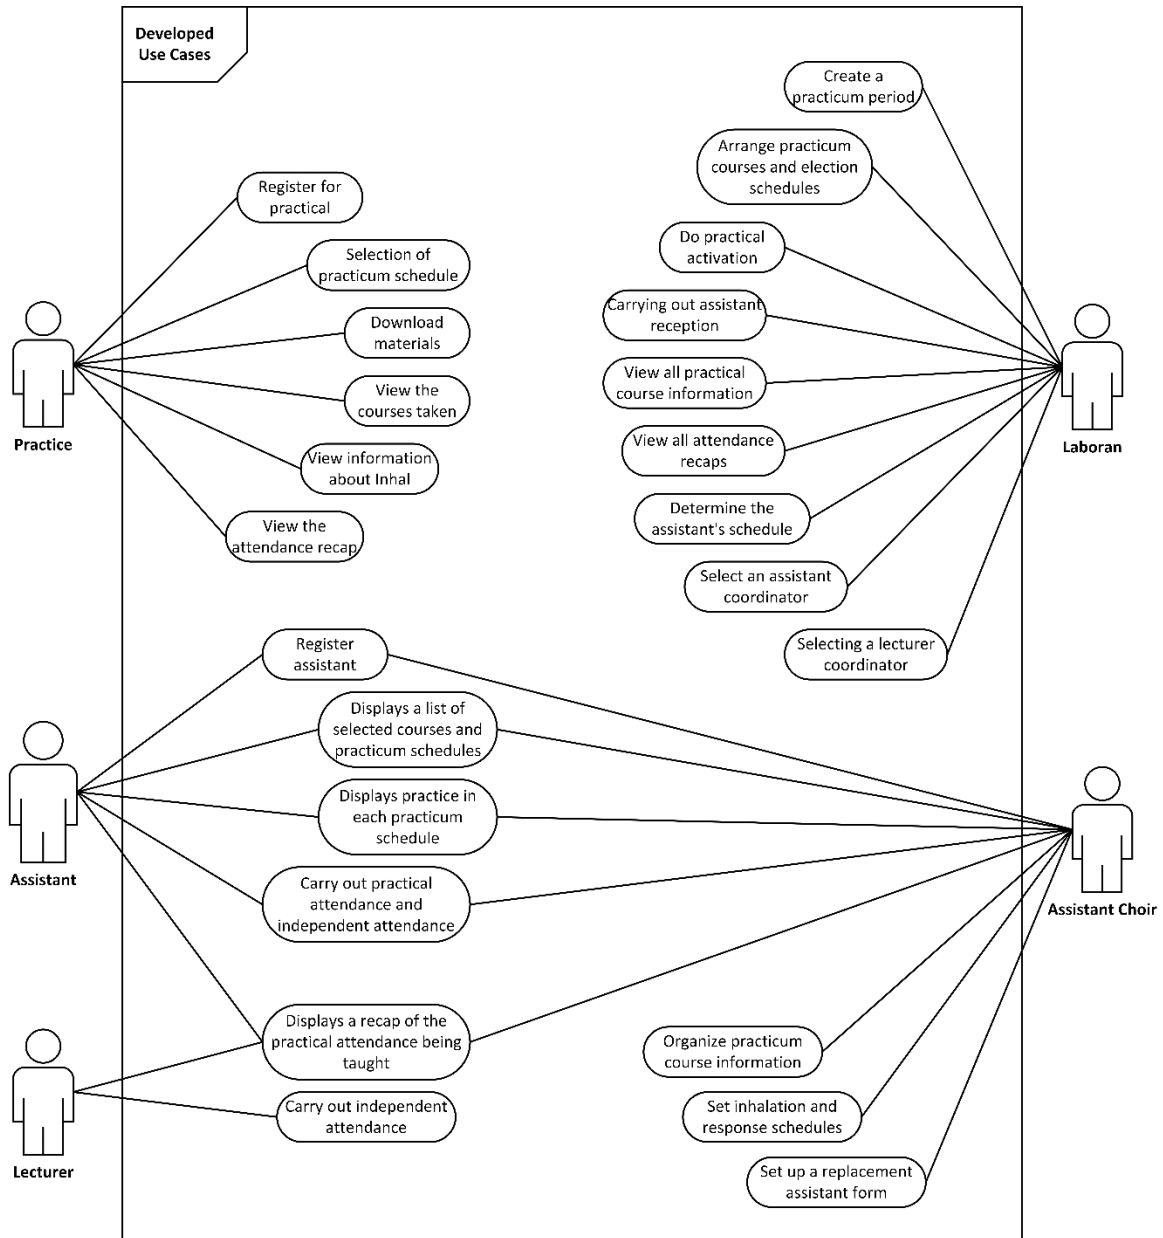 Developed
Use Cases
Create a
practicum period
Arrange practicum
courses and election
schedules
Register for
practical
Do practical
activation
Selection of
practicum schedule
Carrying out assistant
reception
Download
materials
View all practical
course information
View the
courses taken
Practice
Laboran
View all attendance
recaps
View information
about Inhal
Determine the
assistant's schedule
View the
attendance recap
Select an assistant
coordinator
Selecting a lecturer
coordinator
Register
assistant
Displays a list of
selected courses and
practicum schedules
Displays practice in
each practicum
schedule
Carry out practical
attendance and
independent attendance
Assistant
Assistant Choir
Displays a recap of the
practical attendance being
taught
Organize practicum
course information
Carry out independent
attendance
Set inhalation and
response schedules
Lecturer
Set up a replacement
assistant form